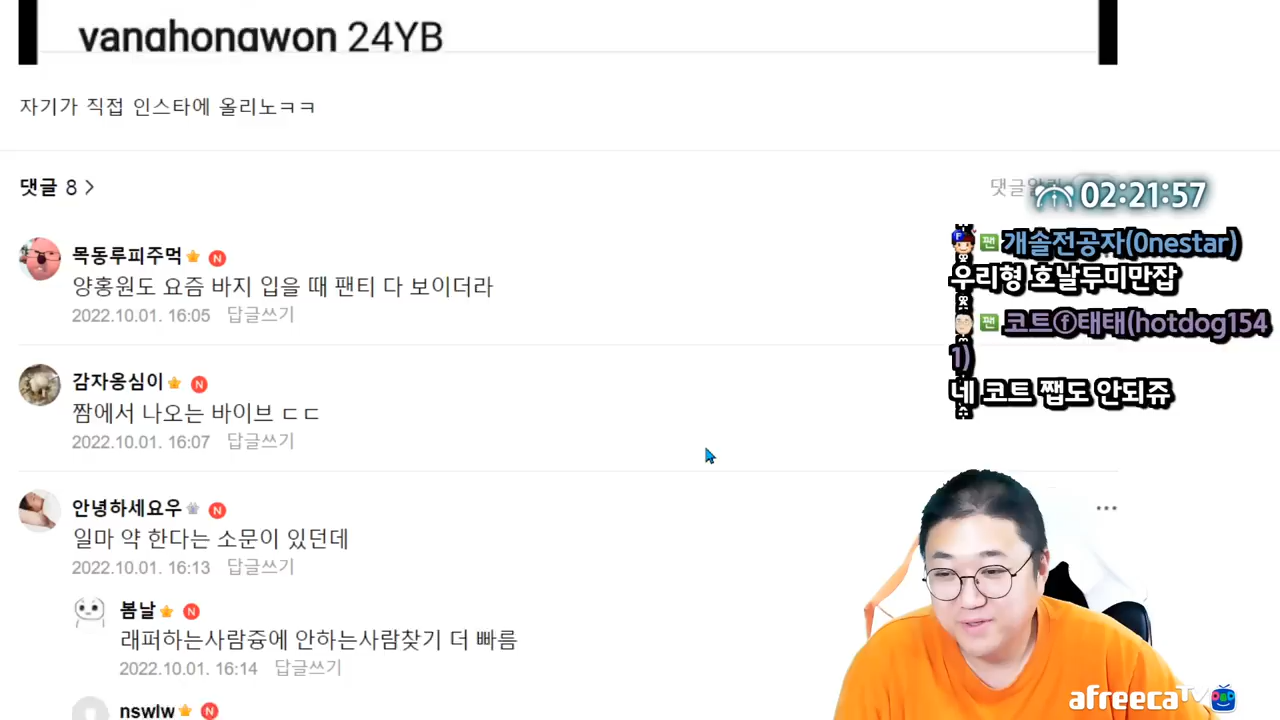 vanghongwon 24YB
자기가 직접 인스타에 올리노ㅋㅋ
댓글 8 >
02:21:57
목동루피주먹 N
양홍원도 요즘 바지 입을 때 팬티 다 보이더라
2022.10.01. 16:05 답글쓰기
짼 개솔전공자(0nestar)
우리형 호날두미만잡
짼 코트ⓕ태태(hotdog154
1)
네 코트 쨉도 안되쥬
감자옹심이 N
짬에서 나오는 바이브 ㄷㄷ
2022.10.01. 16:07 답글쓰기
안녕하세요우 N
일마 약 한다는 소문이 있던데
2022.10.01. 16:13 답글쓰기
봄날 N
래퍼하는사람즁에 안하는사람찾기 더 빠름
2022.10.01. 16:14 답글쓰기
nswlw N
afreecaTV